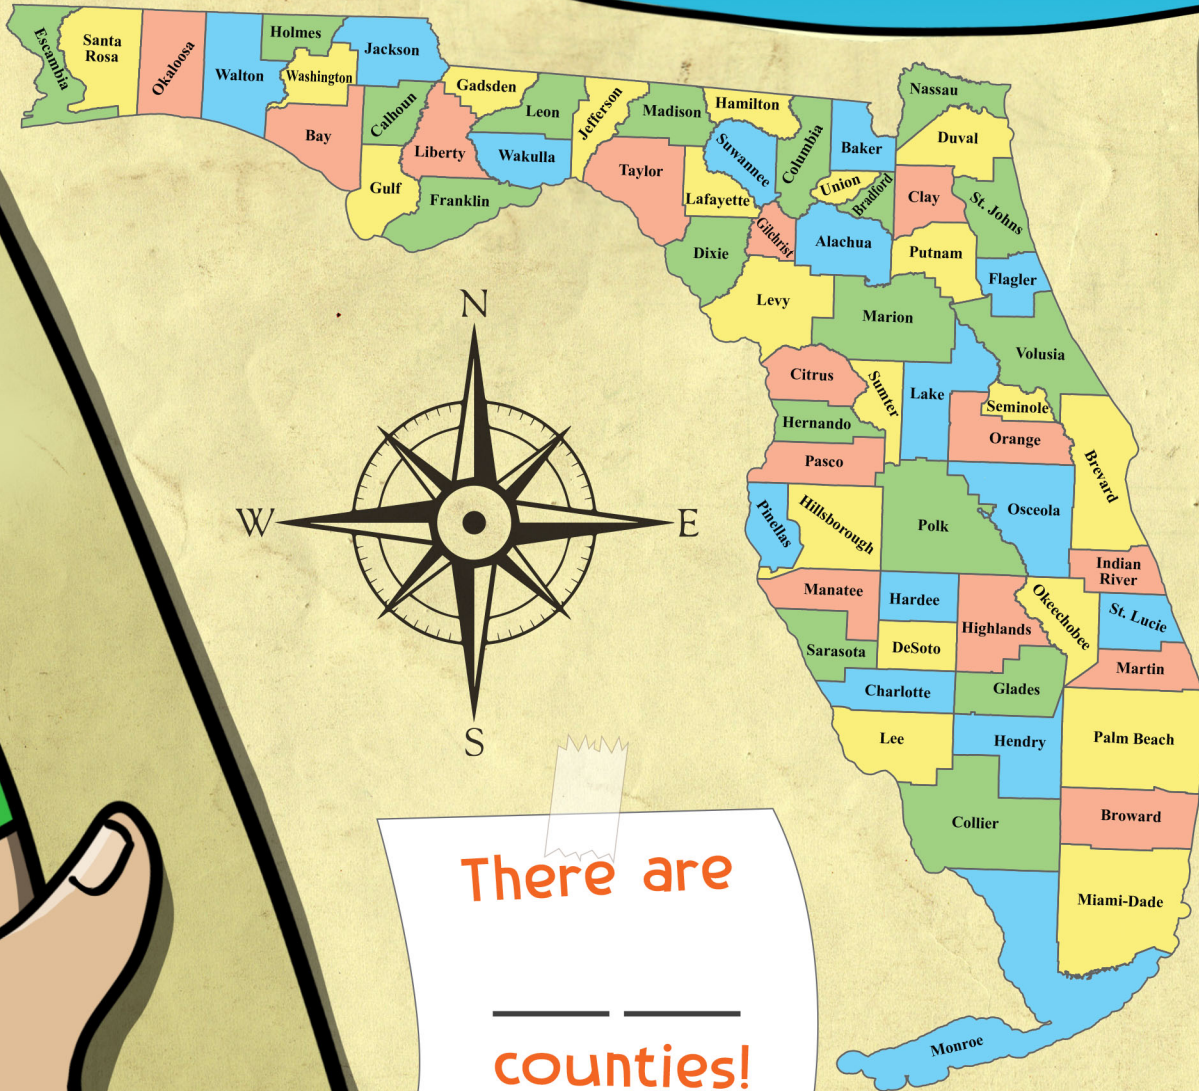 Escambia
Santa
Rosa
Okaloosa
Walton
Holmes
Washington
Jackson
Bay
Calhoun
Gulf
Liberty
Gadsden
Franklin
Leon
Wakulla
Jefferson
Madison
Taylor
Hamilton
Suwannee
Lafayette
Dixie
Columbia
Gilchrist
Baker
Union
Bradford
Alachua
Nassau
Duval
Clay
St. Johns
Putnam
Flagler
Levy
Marion
Volusia
Citrus
Sumter
Lake
Seminole
Hernando
Orange
Pasco
Brevard
Pinellas
Hillsborough
Polk
Osceola
Indian
River
Manatee
Hardee
Highlands
Okeechobee
St. Lucie
Sarasota
DeSoto
Martin
Charlotte
Glades
Lee
Hendry
Palm Beach
Collier
Broward
Miami-Dade
Monroe
N
W
E
S
There are
__ __
counties!